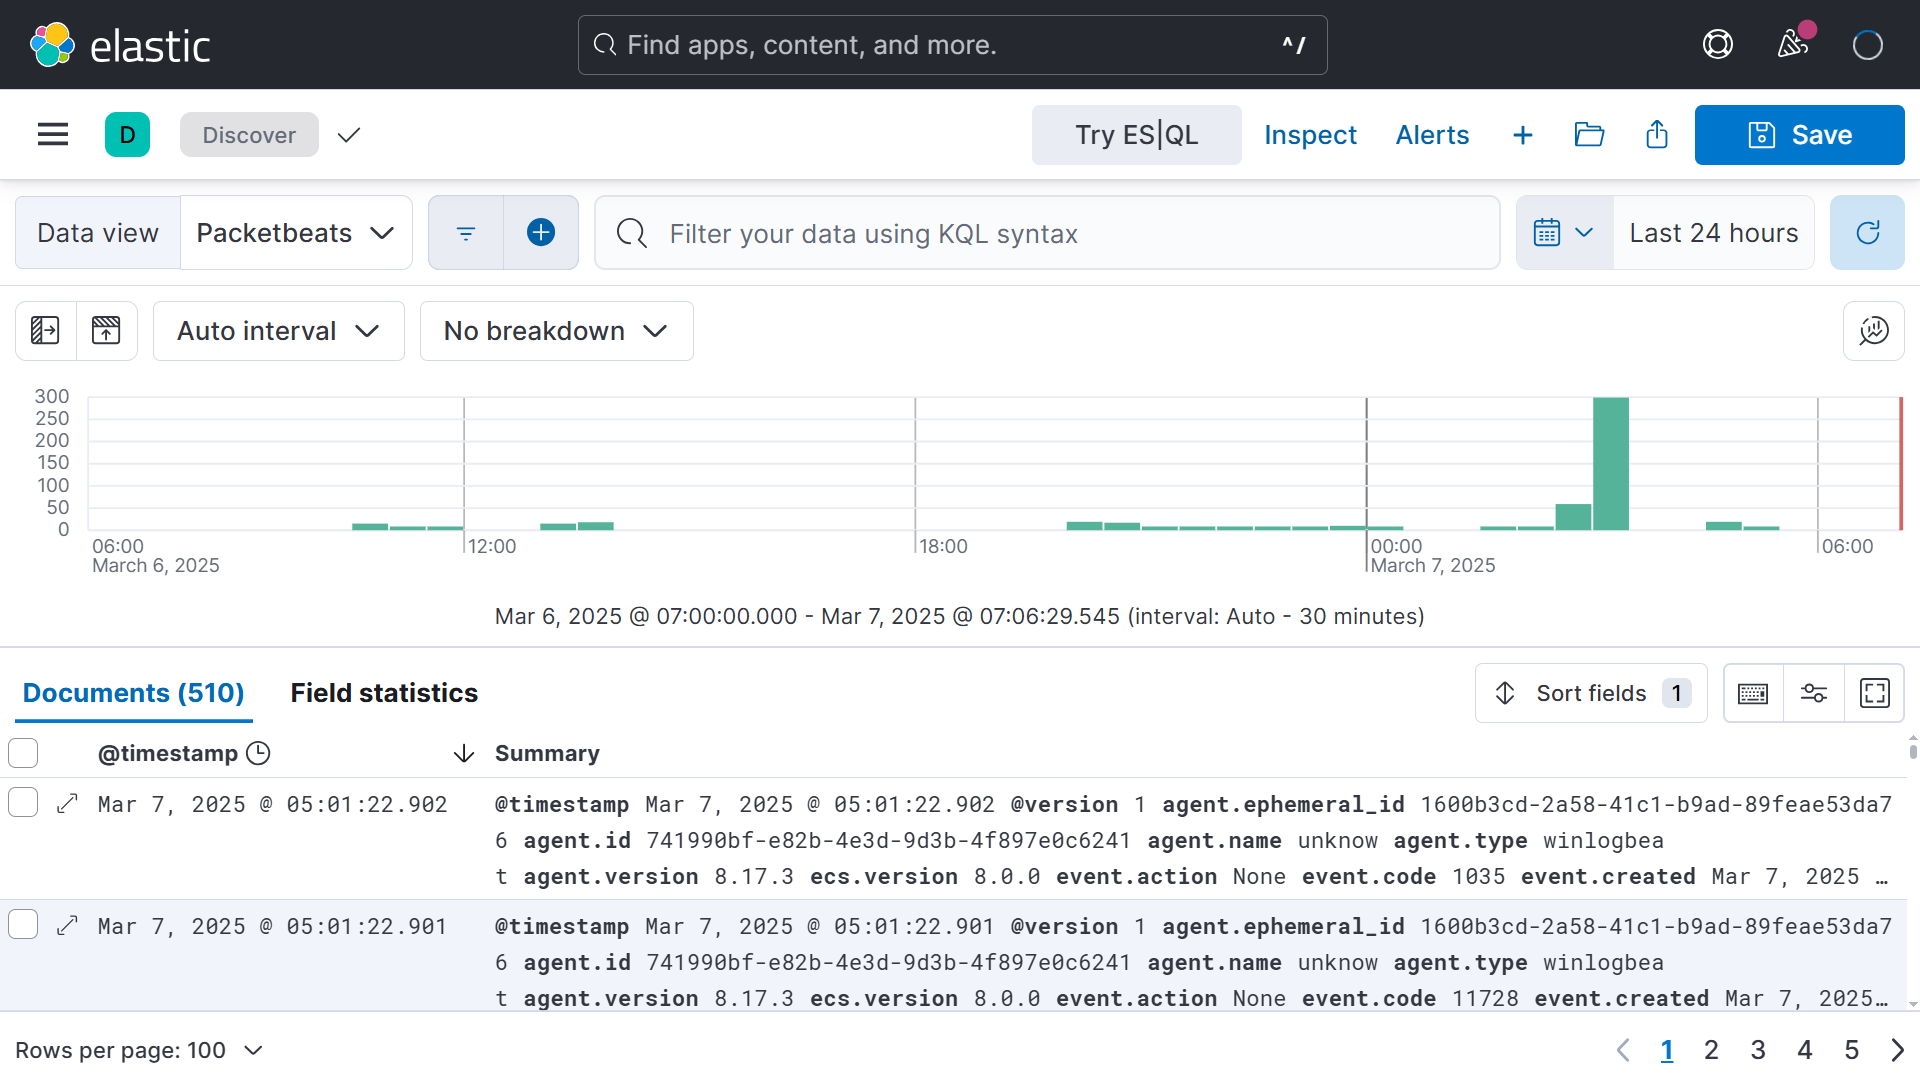 elastic
Find apps, content, and more.
^/
D
Discover
Try ES|QL
Inspect
Alerts
Save
Data view
Packetbeats
Filter your data using KQL syntax
Last 24 hours
Auto interval
No breakdown
300
250
200
150
100
50
0
06:00
March 6, 2025
12:00
18:00
00:00
March 7, 2025
06:00
Mar 6, 2025 @ 07:00:00.000 - Mar 7, 2025 @ 07:06:29.545 (interval: Auto - 30 minutes)
Documents (510)
Field statistics
Sort fields 1
@timestamp
Summary
Mar 7, 2025 @ 05:01:22.902
@timestamp Mar 7, 2025 @ 05:01:22.902 @version 1 agent.ephemeral_id 1600b3cd-2a58-41c1-b9ad-89feae53da7
6 agent.id 741990bf-e82b-4e3d-9d3b-4f897e0c6241 agent.name unknow agent.type winlogbea
t agent.version 8.17.3 ecs.version 8.0.0 event.action None event.code 1035 event.created Mar 7, 2025 …
Mar 7, 2025 @ 05:01:22.901
@timestamp Mar 7, 2025 @ 05:01:22.901 @version 1 agent.ephemeral_id 1600b3cd-2a58-41c1-b9ad-89feae53da7
6 agent.id 741990bf-e82b-4e3d-9d3b-4f897e0c6241 agent.name unknow agent.type winlogbea
t agent.version 8.17.3 ecs.version 8.0.0 event.action None event.code 11728 event.created Mar 7, 2025…
Rows per page: 100
1 2 3 4 5